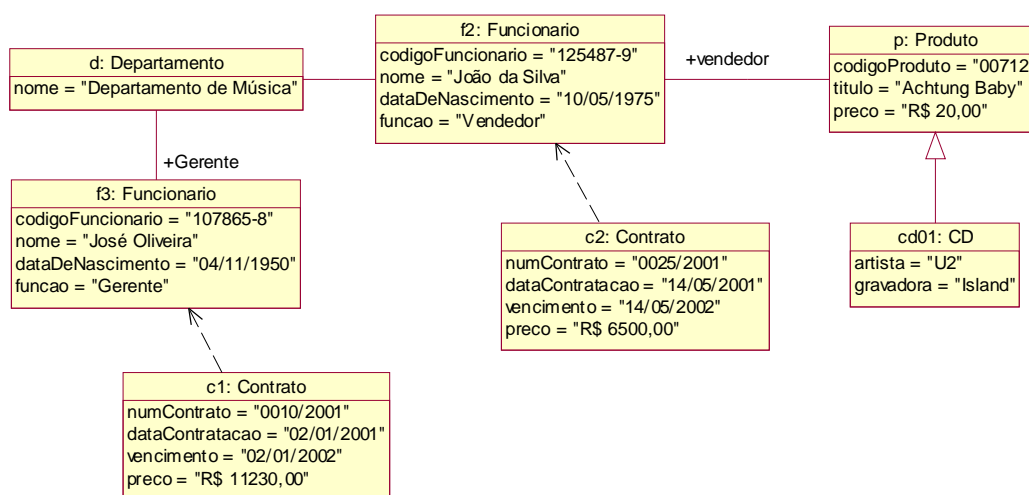 d: Departamento
nome = "Departamento de Música"
f2: Funcionario
codigoFuncionario = "125487-9"
nome = "João da Silva"
dataDeNascimento = "10/05/1975"
funcao = "Vendedor"
+vendedor
p: Produto
codigoProduto = "00712
titulo = "Achtung Baby"
preco = "R$ 20,00"
+Gerente
f3: Funcionario
codigoFuncionario = "107865-8"
nome = "José Oliveira"
dataDeNascimento = "04/11/1950"
funcao = "Gerente"
c2: Contrato
numContrato = "0025/2001"
dataContratacao = "14/05/2001"
vencimento = "14/05/2002"
preco = "R$ 6500,00"
cd01: CD
artista = "U2"
gravadora = "Island"
c1: Contrato
numContrato = "0010/2001"
dataContratacao = "02/01/2001"
vencimento = "02/01/2002"
preco = "R$ 11230,00"